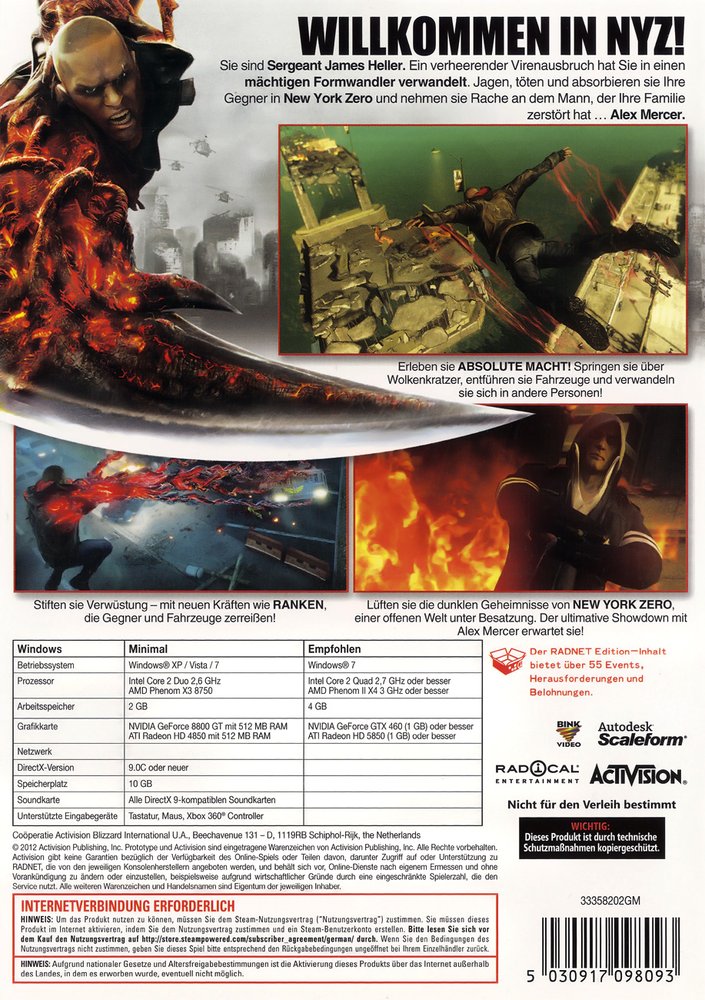 WILLKOMMEN IN NYZ!
Sie sind Sergeant James Heller. Ein verheerender Virenausbruch hat Sie in einen
mächtigen Formwandler verwandelt. Jagen, töten und absorbieren sie Ihre
Gegner in New York Zero und nehmen sie Rache an dem Mann, der Ihre Familie
zerstört hat ... Alex Mercer.
Erleben sie ABSOLUTE MACHT! Springen sie über
Wolkenkratzer, entführen sie Fahrzeuge und verwandeln
sie sich in andere Personen!
Stiften sie Verwüstung – mit neuen Kräften wie RANKEN,
die Gegner und Fahrzeuge zerreißen!
Lüften sie die dunklen Geheimnisse von NEW YORK ZERO,
einer offenen Welt unter Besatzung. Der ultimative Showdown mit
Alex Mercer erwartet sie!
Windows Minimal Empfohlen
Betriebssystem Windows® XP / Vista / 7 Windows® 7
Prozessor Intel Core 2 Duo 2,6 GHz Intel Core 2 Quad 2,7 GHz oder besser
AMD Phenom X3 8750 AMD Phenom II X4 3 GHz oder besser
Arbeitsspeicher 2 GB 4 GB
Grafikkarte NVIDIA GeForce 8800 GT mit 512 MB RAM NVIDIA GeForce GTX 460 (1 GB) oder besser
ATI Radeon HD 4850 mit 512 MB RAM ATI Radeon HD 5850 (1 GB) oder besser
Netzwerk
DirectX-Version 9.0C oder neuer
Speicherplatz 10 GB
Soundkarte Alle DirectX 9-kompatiblen Soundkarten
Unterstützte Eingabegeräte Tastatur, Maus, Xbox 360® Controller
Der RADNET Edition-Inhalt
bietet über 55 Events,
Herausforderungen und
Belohnungen.
BINK
VIDEO
Autodesk®
Scaleform®
RADICAL
ENTERTAINMENT
ACTIVISION®
Nicht für den Verleih bestimmt
WICHTIG:
Dieses Produkt ist durch technische
Schutzmaßnahmen kopiergeschützt.
Coöperatie Activision Blizzard International U.A., Beechavenue 131 – D, 1119RB Schiphol-Rijk, the Netherlands
© 2012 Activision Publishing, Inc. Prototype und Activision sind eingetragene Warenzeichen von Activision Publishing, Inc. Alle Rechte vorbehalten.
Activision gibt keine Garantien bezüglich der Verfügbarkeit des Online-Spiels oder Teilen davon, darunter Zugriff auf oder Unterstützung zu
RADNET, die von den jeweiligen Konsolenherstellern angeboten werden, und behält sich vor, Online-Dienste nach eigenem Ermessen und ohne
Vorankündigung zu ändern oder einzustellen, beispielsweise aufgrund wirtschaftlicher Gründe durch eine eingeschränkte Spielerzahl, die den
Service nutzt. Alle weiteren Warenzeichen und Handelsnamen sind Eigentum der jeweiligen Inhaber.
INTERNETVERBINDUNG ERFORDERLICH
HINWEIS: Um das Produkt nutzen zu können, müssen Sie dem Steam-Nutzungsvertrag ("Nutzungsvertrag") zustimmen. Sie müssen dieses
Produkt im Internet aktivieren, indem Sie dem Nutzungsvertrag zustimmen und ein Steam-Benutzerkonto erstellen. Bitte lesen Sie sich vor
dem Kauf den Nutzungsvertrag auf http://store.steampowered.com/subscriber_agreement/german/ durch. Wenn Sie den Bedingungen des
Nutzungsvertrags nicht zustimmen, geben Sie dieses Spiel bitte entsprechend den Rückgabebedingungen ungeöffnet bei Ihrem Einzelhändler zurück.
HINWEIS: Aufgrund nationaler Gesetze und Altersfreigabebestimmungen ist die Aktivierung dieses Produkts über das Internet außerhalb
des Landes, in dem es erworben wurde, eventuell nicht möglich.
33358202GM
5 030917 098093